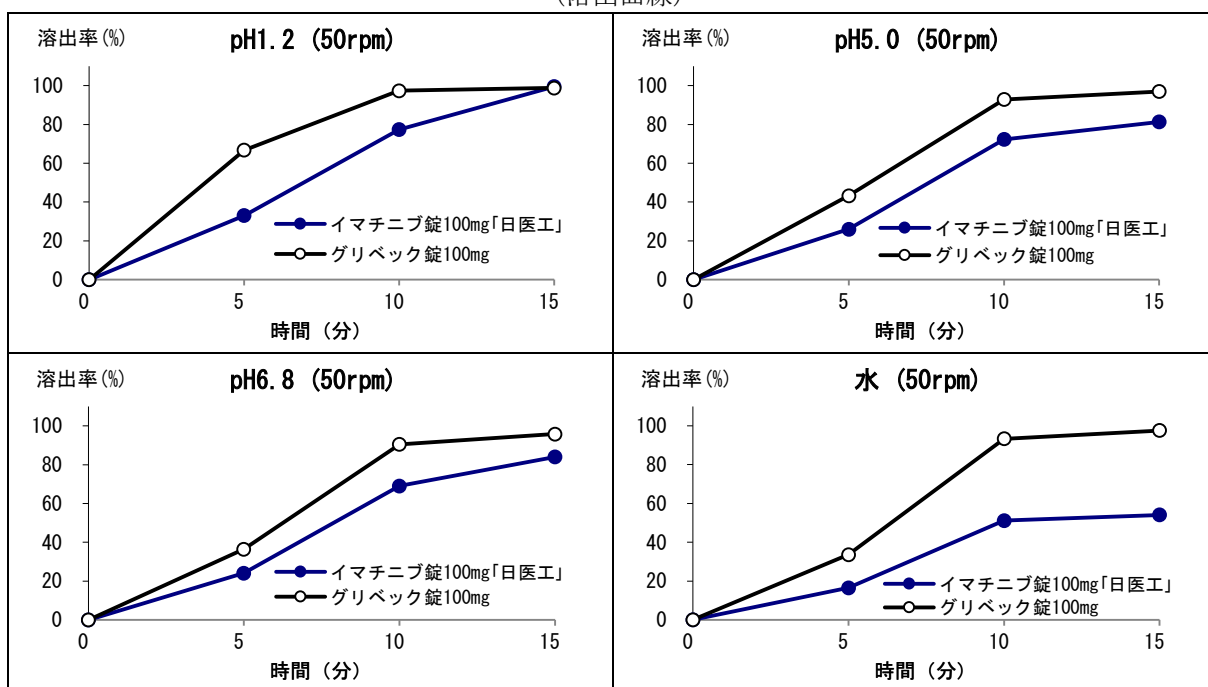 (溶出曲線)
溶出率(%)
pH1.2 (50rpm)
100
80
60
40
20
0
イマチニブ錠100mg「日医工」
グリベック錠100mg
0 5 10 15
時間（分）
溶出率(%)
pH5.0 (50rpm)
100
80
60
40
20
0
イマチニブ錠100mg「日医工」
グリベック錠100mg
0 5 10 15
時間（分）
溶出率(%)
pH6.8 (50rpm)
100
80
60
40
20
0
イマチニブ錠100mg「日医工」
グリベック錠100mg
0 5 10 15
時間（分）
溶出率(%)
水 (50rpm)
100
80
60
40
20
0
イマチニブ錠100mg「日医工」
グリベック錠100mg
0 5 10 15
時間（分）